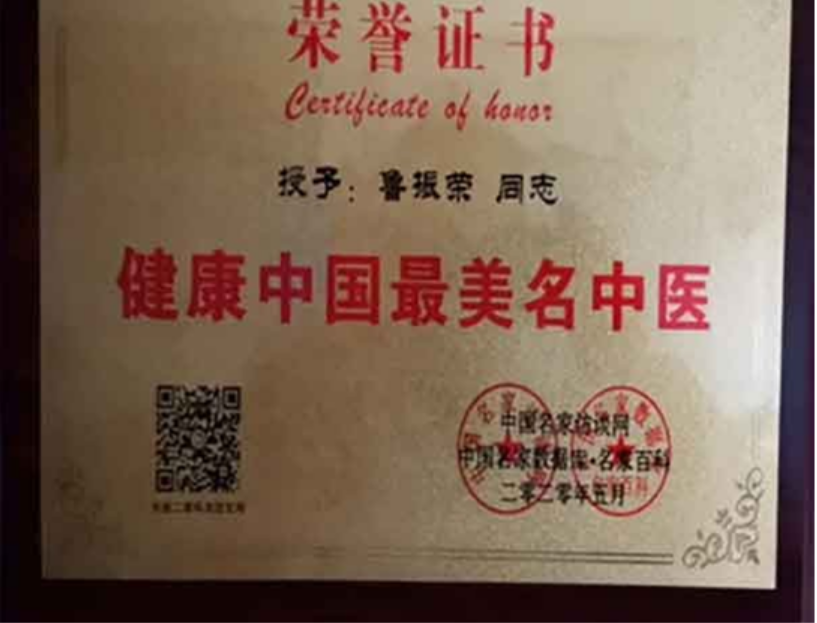 荣誉证书
Certificate of honor
授予：鲁振荣 同志
健康中国最美名中医
中国名家访谈网
中国名家数据库·名家百科
二零二零年五月